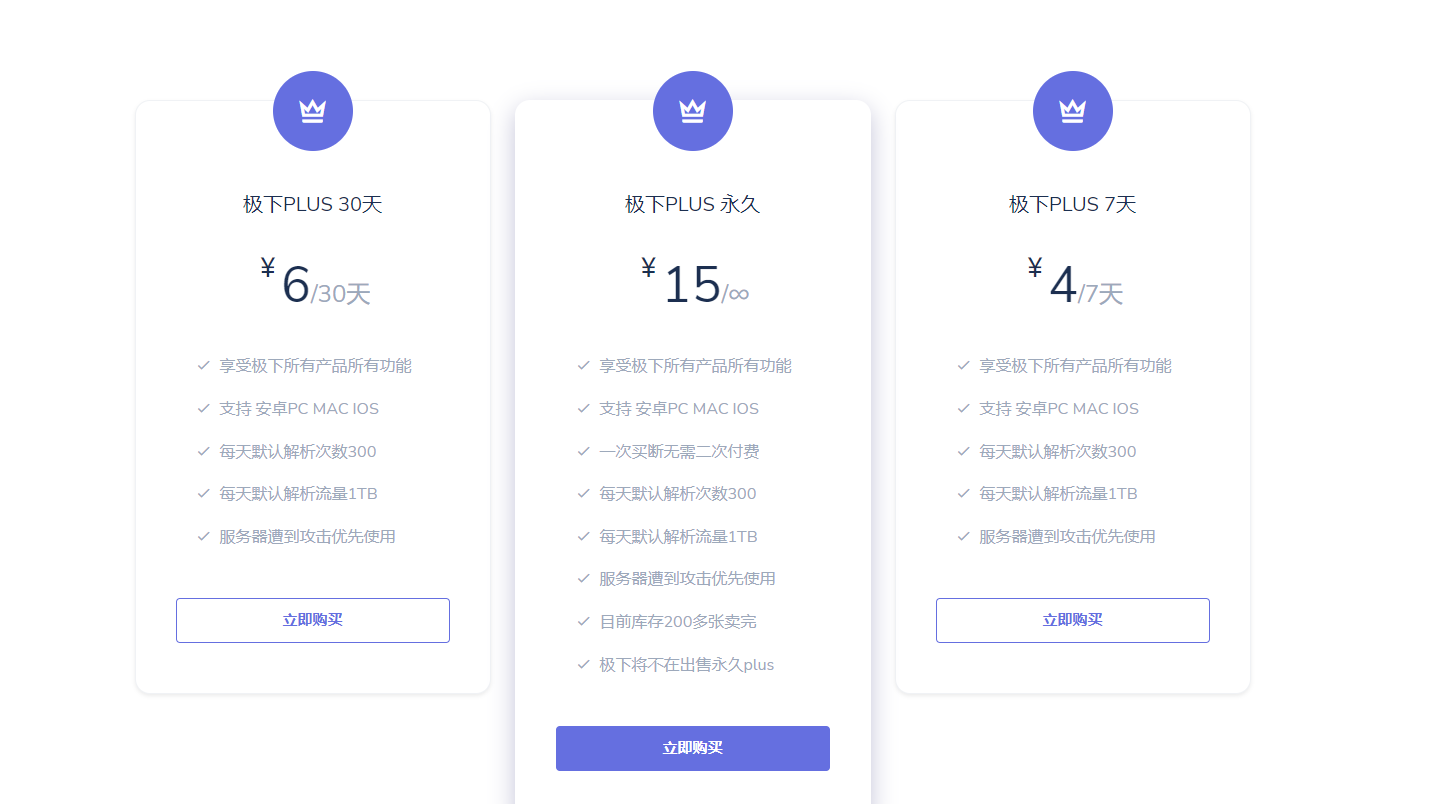 极下PLUS 30天
¥6/30天
享受极下所有产品所有功能
支持 安卓PC MAC IOS
每天默认解析次数300
每天默认解析流量1TB
服务器遭到攻击优先使用
立即购买
极下PLUS 永久
¥15/∞
享受极下所有产品所有功能
支持 安卓PC MAC IOS
一次买断无需二次付费
每天默认解析次数300
每天默认解析流量1TB
服务器遭到攻击优先使用
目前库存200多张卖完
极下将不在出售永久plus
立即购买
极下PLUS 7天
¥4/7天
享受极下所有产品所有功能
支持 安卓PC MAC IOS
每天默认解析次数300
每天默认解析流量1TB
服务器遭到攻击优先使用
立即购买